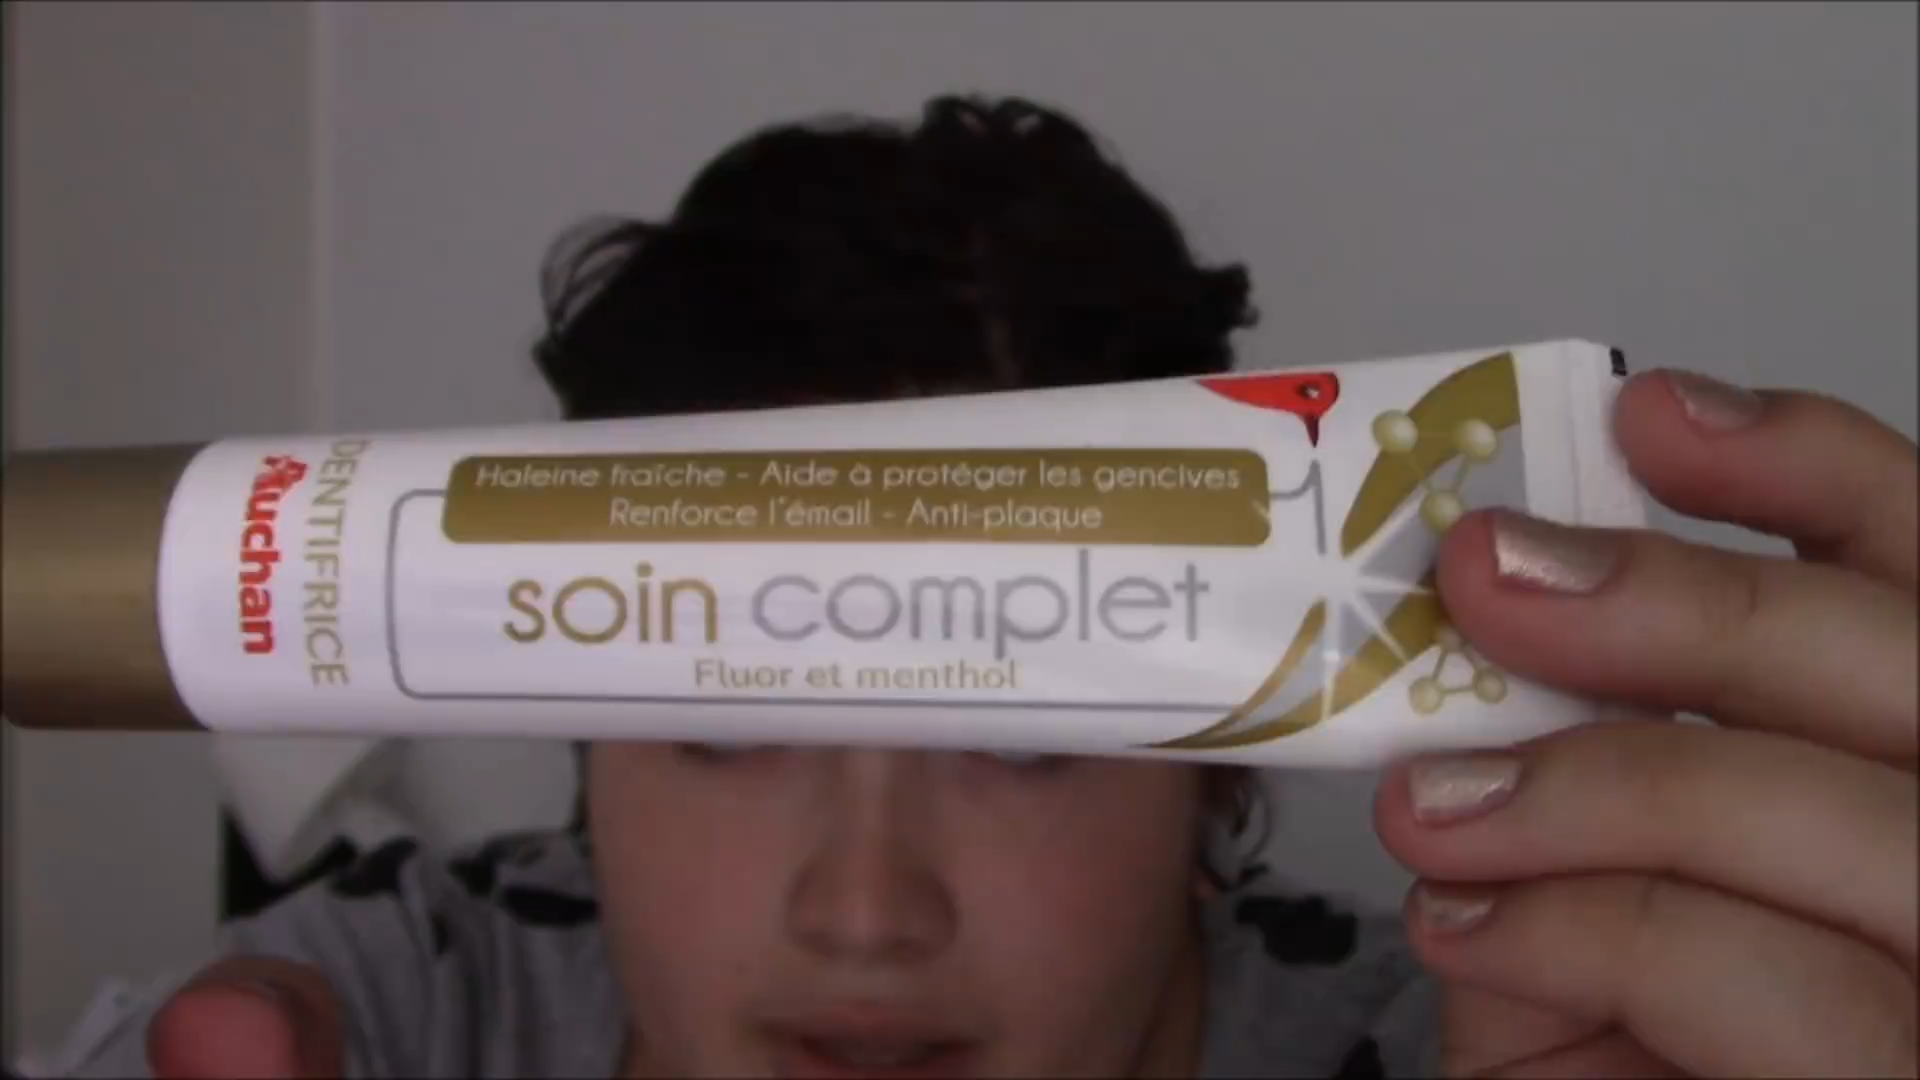 Auchan
DENTIFRICE
Haleine fraîche - Aide à protéger les gencives
Renforce l'émail - Anti-plaque
soin complet
Fluor et menthol